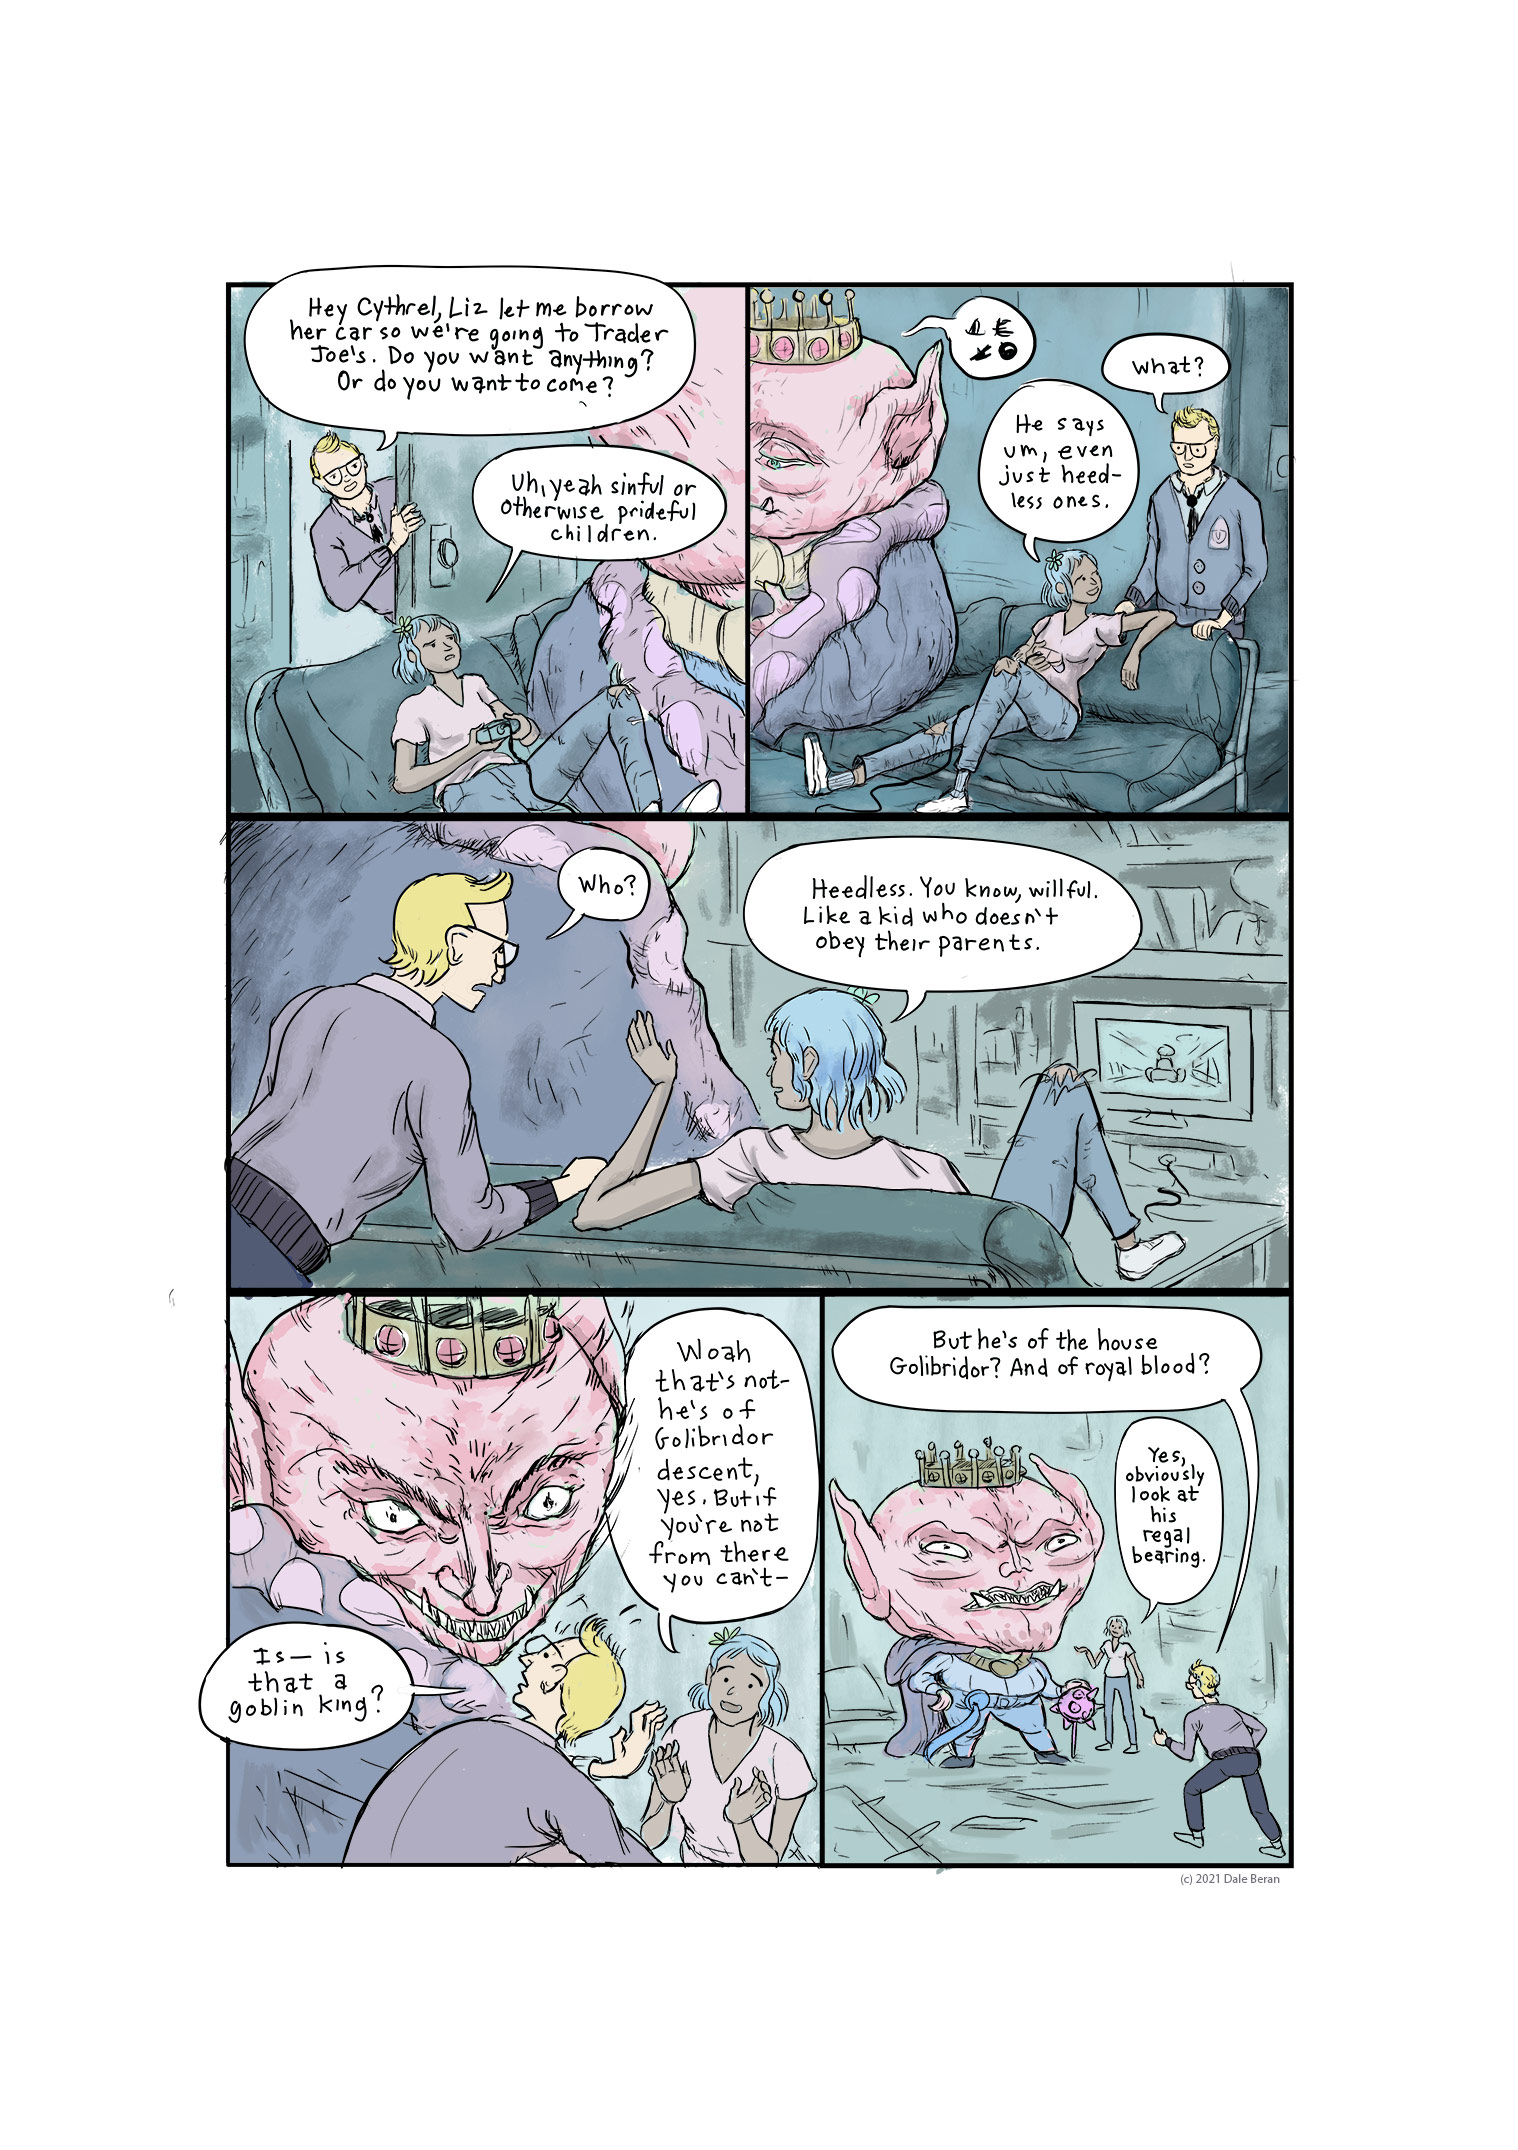 Hey Cythrel, Liz let me borrow
her car so we're going to Trader
Joe's. Do you want anything?
Or do you want to come?
Uh, yeah sinful or
otherwise prideful
children.
He says
um, even
just heed-
less ones.
What?
Who?
Heedless. You know, willful.
Like a kid who doesn't
obey their parents.
Woah
that's not-
he's of
Golibridor
descent,
yes. But if
you're not
from there
you can't-
Is— is
that a
goblin king?
But he's of the house
Golibridor? And of royal blood?
Yes,
obviously
look at
his
regal
bearing.
(c) 2021 Dale Beran